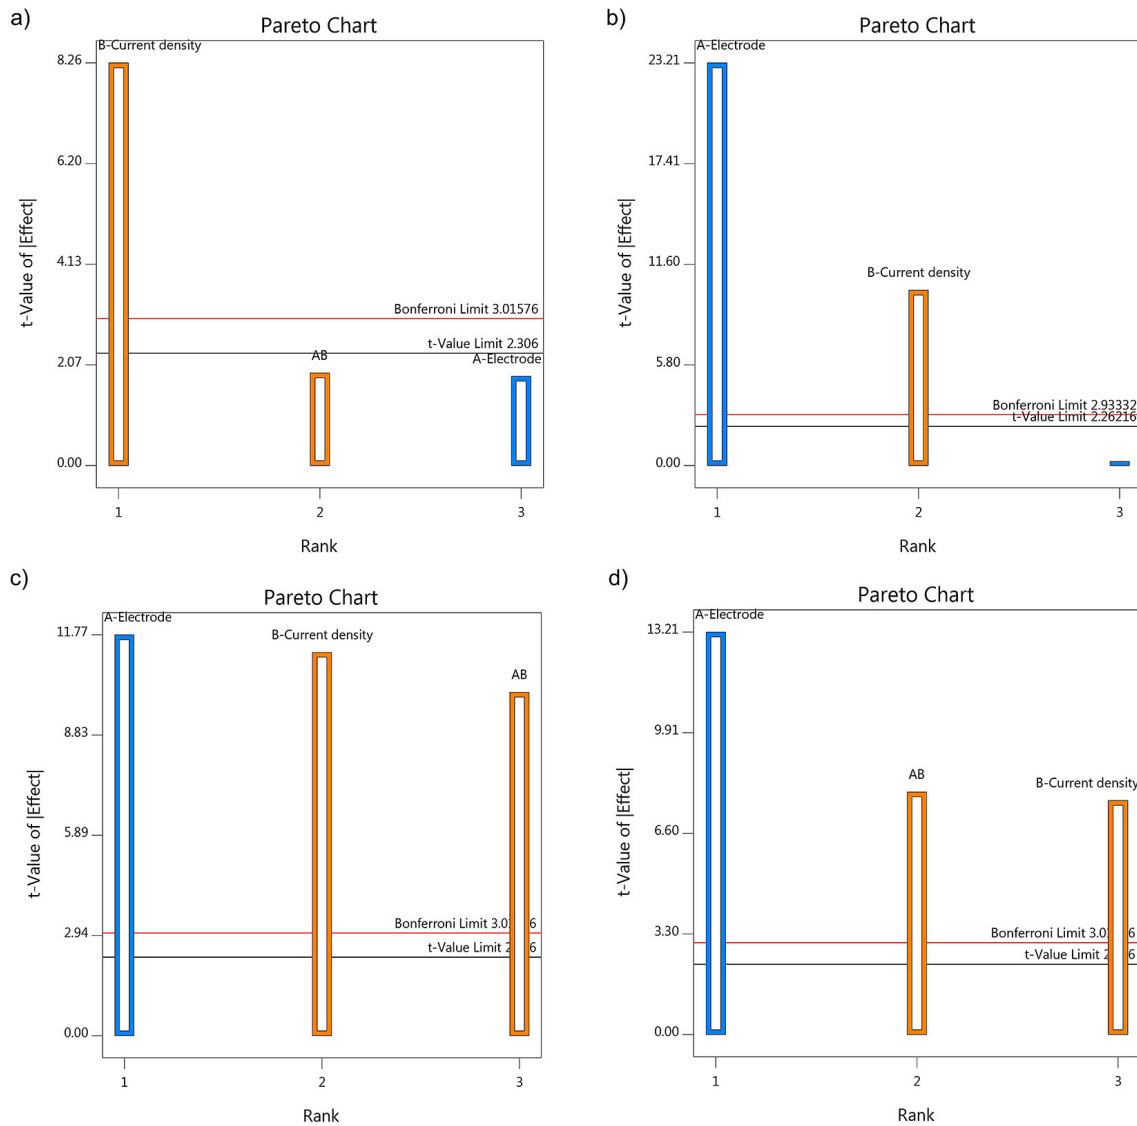 a)
Pareto Chart
B-Current density
8.26
6.20
4.13
2.07
0.00
t-Value of |Effect|
Bonferroni Limit 3.01576
t-Value Limit 2.306
AB
A-Electrode
1
2
3
Rank
b)
Pareto Chart
A-Electrode
23.21
17.41
11.60
5.80
0.00
t-Value of |Effect|
B-Current density
Bonferroni Limit 2.93332
t-Value Limit 2.26216
1
2
3
Rank
c)
Pareto Chart
A-Electrode
11.77
8.83
5.89
2.94
0.00
t-Value of |Effect|
B-Current density
AB
Bonferroni Limit
t-Value Limit
1
2
3
Rank
d)
Pareto Chart
A-Electrode
13.21
9.91
6.60
3.30
0.00
t-Value of |Effect|
AB
B-Current density
Bonferroni Limit
t-Value Limit
1
2
3
Rank